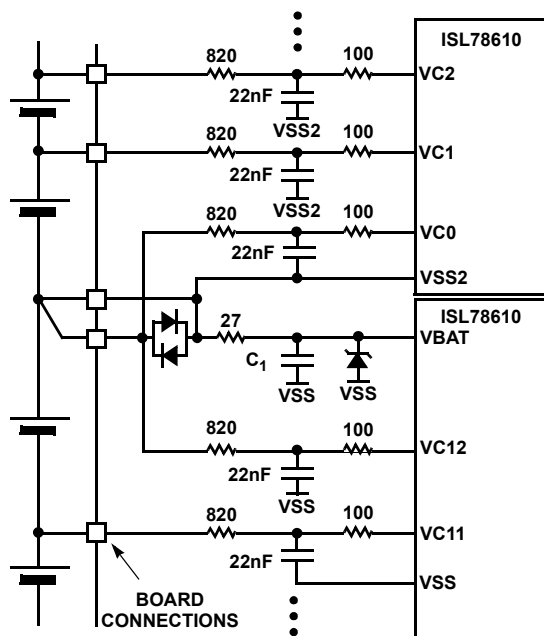 ISL78610
820
100
VC2
22nF
VSS2
820
100
VC1
22nF
VSS2
820
100
VC0
22nF
VSS2
ISL78610
27
VBAT
C1
VSS
VSS
820
100
VC12
22nF
VSS
820
100
VC11
22nF
VSS
BOARD
CONNECTIONS